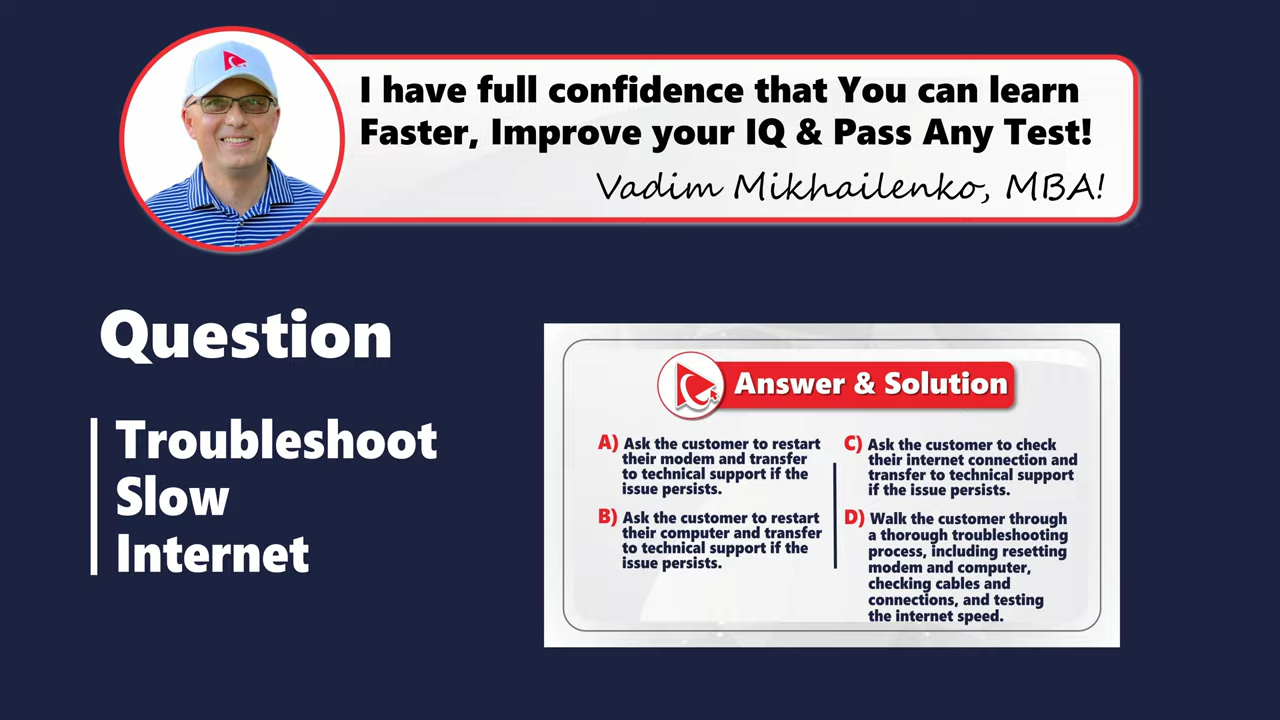 I have full confidence that You can learn
Faster, Improve your IQ & Pass Any Test!
Vadim Mikhailenko, MBA!
Question
Troubleshoot
Slow
Internet
Answer & Solution
A) Ask the customer to restart
their modem and transfer
to technical support if the
issue persists.
B) Ask the customer to restart
their computer and transfer
to technical support if the
issue persists.
C) Ask the customer to check
their internet connection and
transfer to technical support
if the issue persists.
D) Walk the customer through
a thorough troubleshooting
process, including resetting
modem and computer,
checking cables and
connections, and testing
the internet speed.